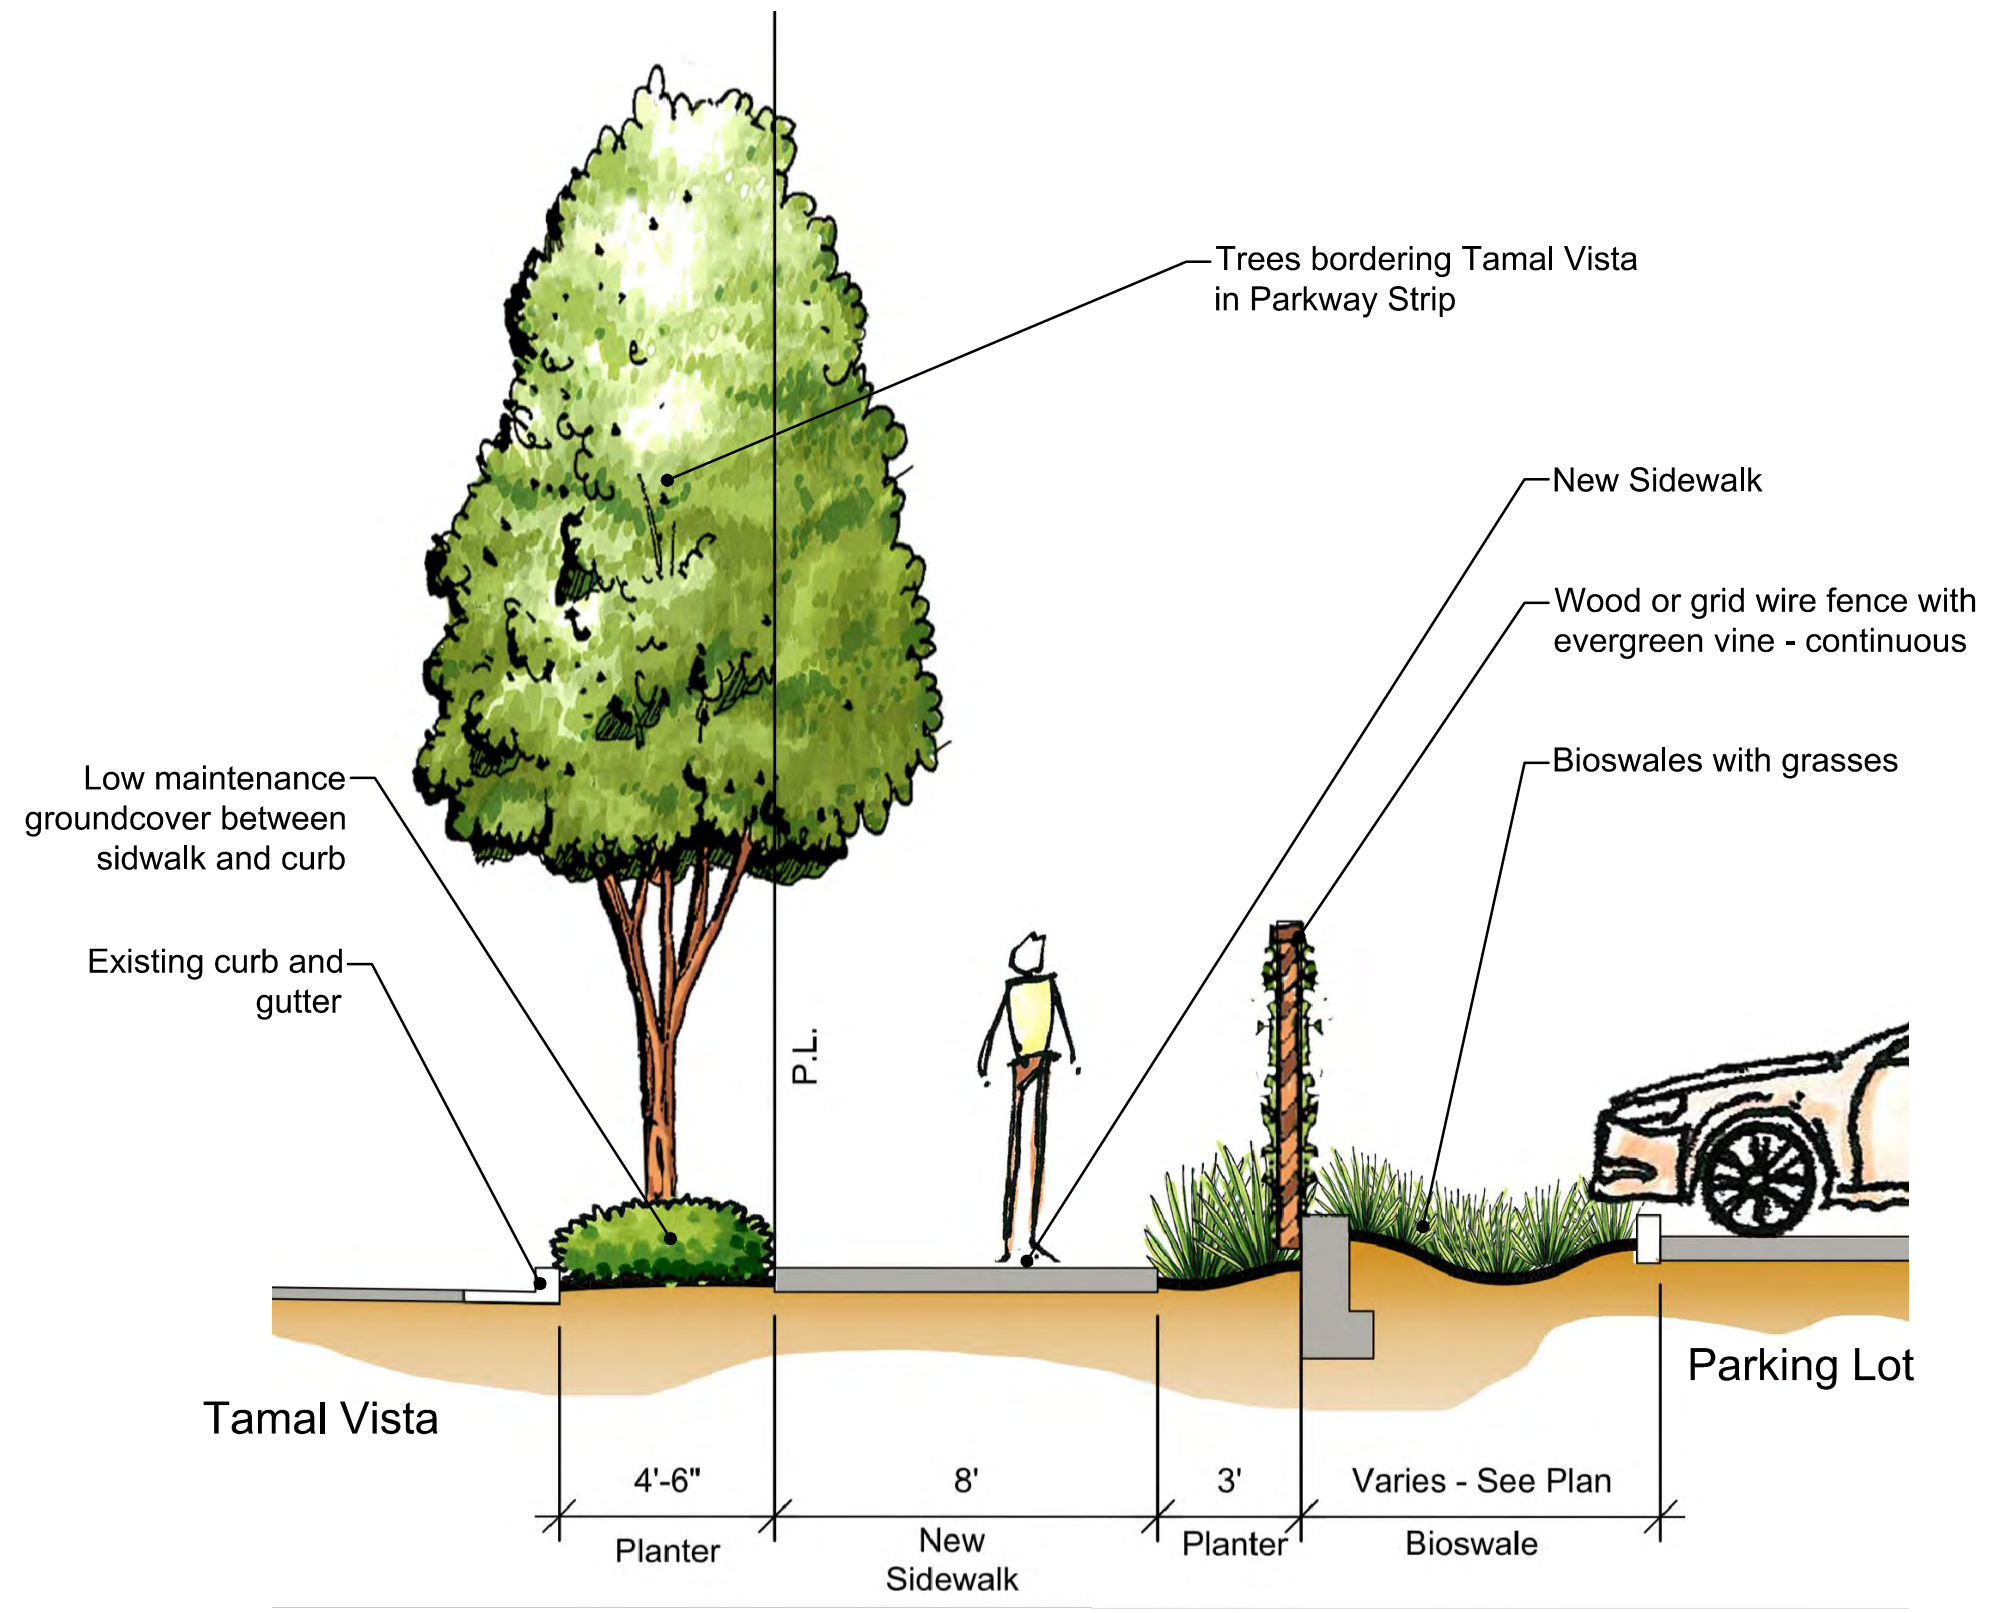 Trees bordering Tamal Vista
in Parkway Strip
New Sidewalk
Wood or grid wire fence with
evergreen vine - continuous
Bioswales with grasses
Low maintenance
groundcover between
sidwalk and curb
Existing curb and
gutter
P.L.
Parking Lot
Tamal Vista
4'-6"
8'
3'
Varies - See Plan
Planter
New
Sidewalk
Planter
Bioswale